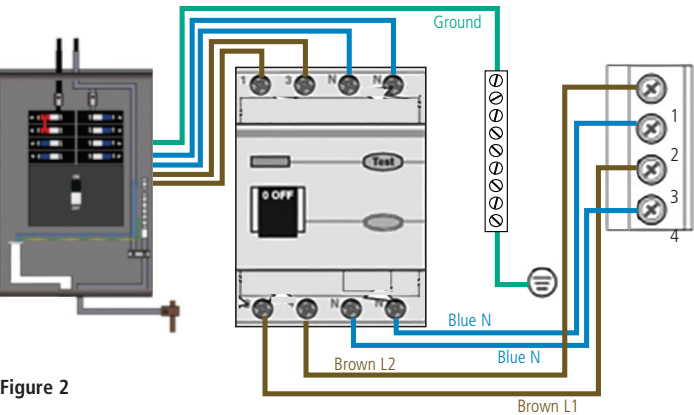 Ground
1 3 N N
Test
0 OFF
1
2
3
4
N N
Blue N
Blue N
Brown L2
Brown L1
Figure 2